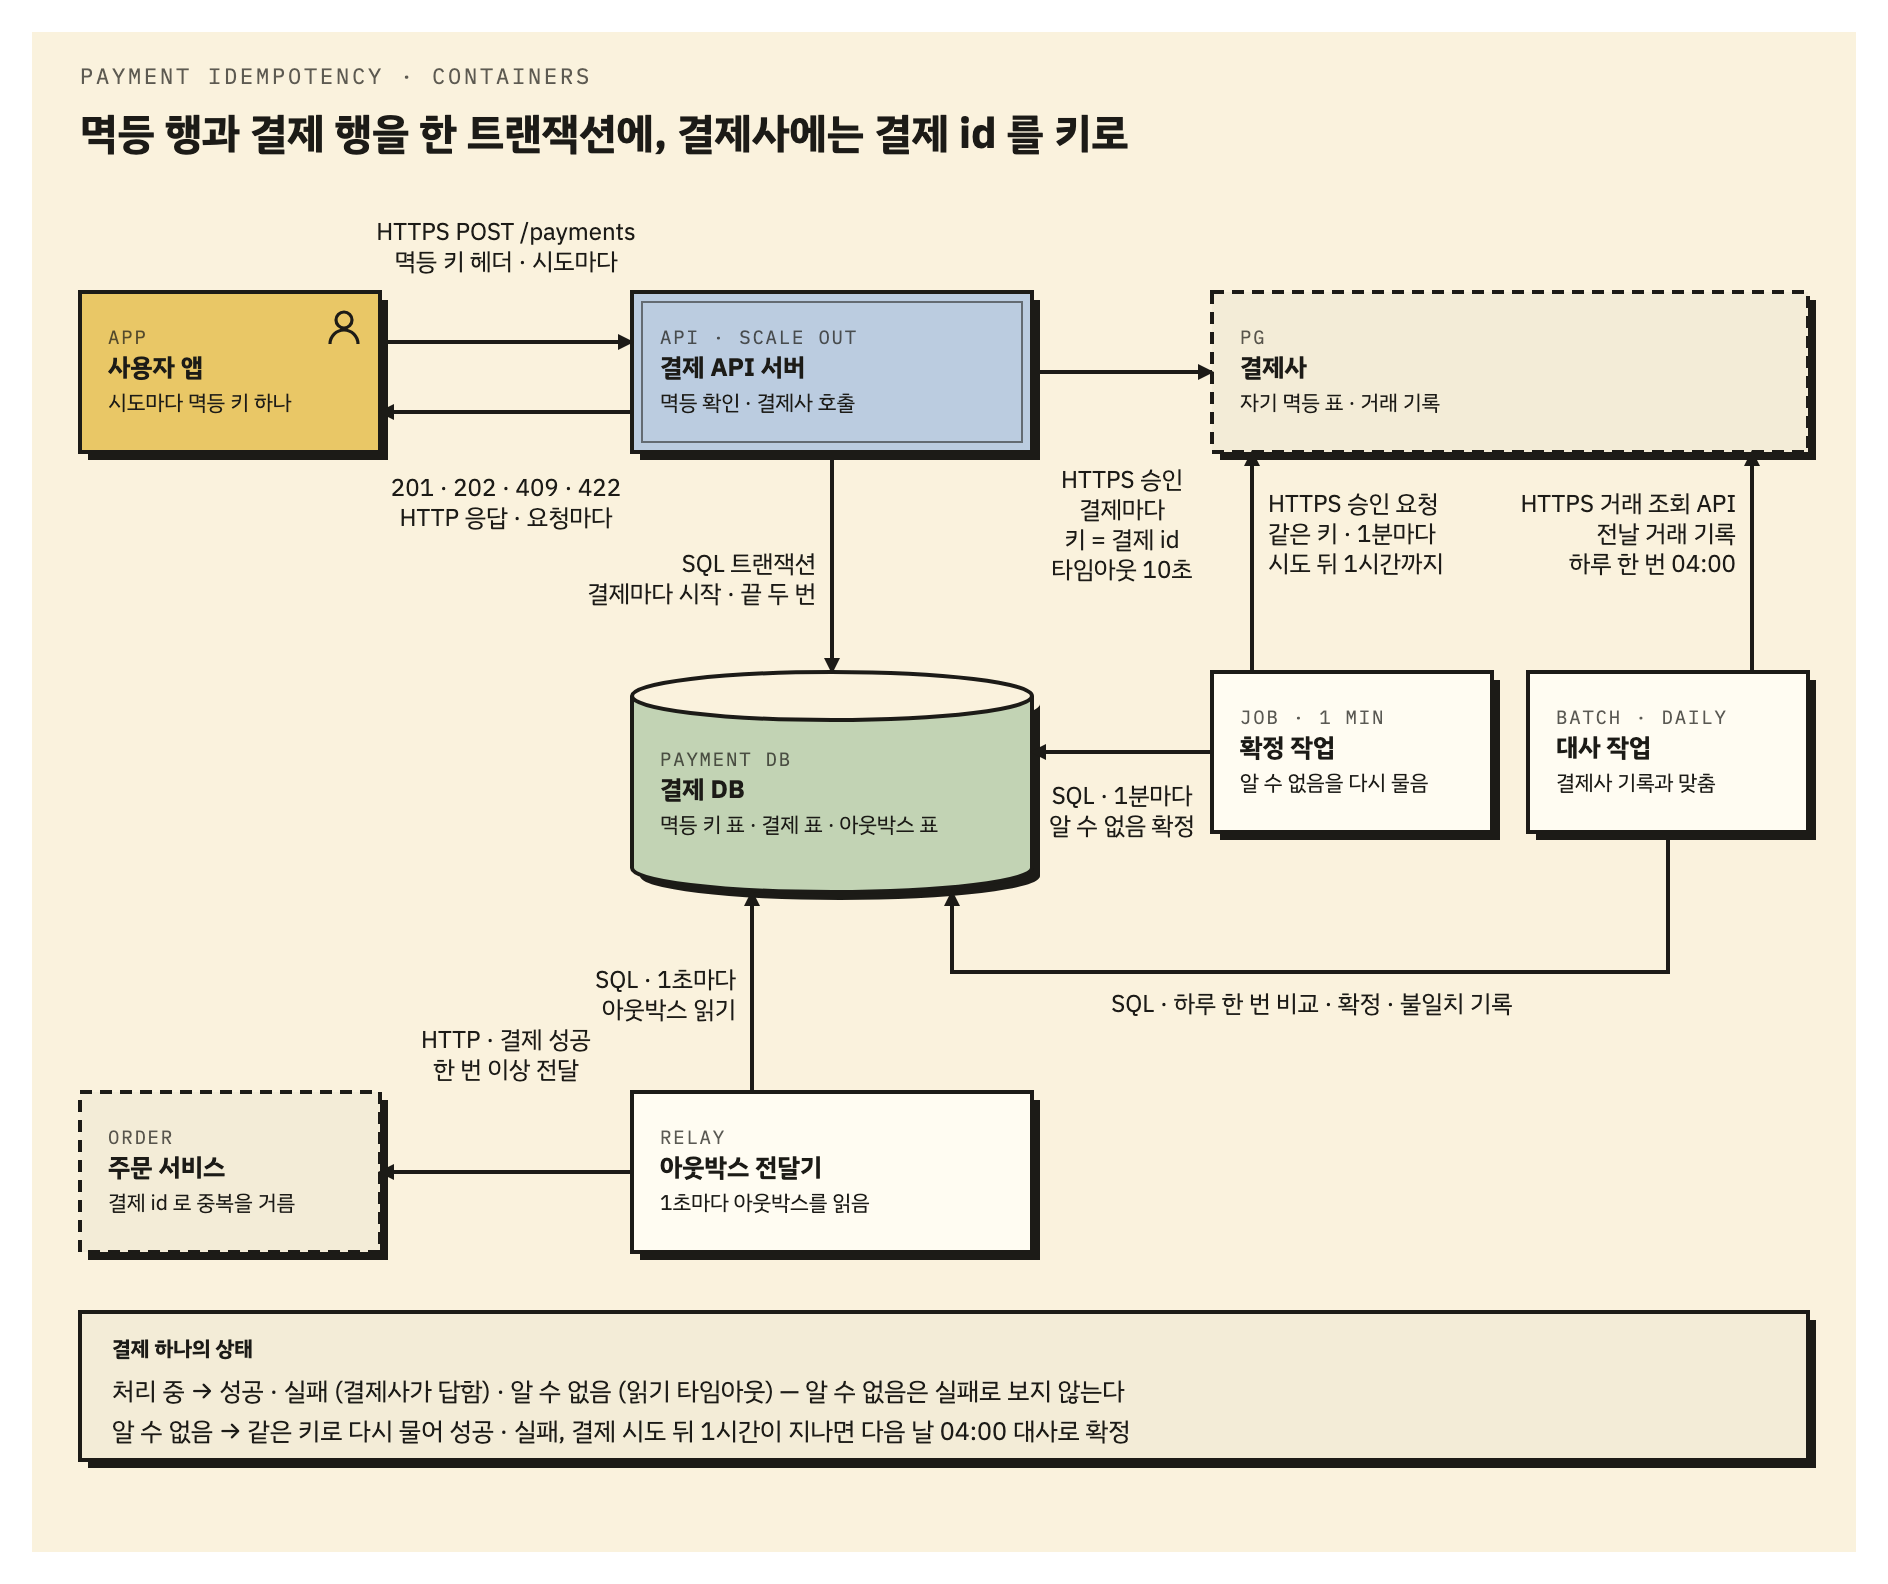 PAYMENT IDEMPOTENCY · CONTAINERS
멱등 행과 결제 행을 한 트랜잭션에, 결제사에는 결제 id 를 키로
HTTPS POST /payments
멱등 키 헤더 · 시도마다
APP
사용자 앱
시도마다 멱등 키 하나
API · SCALE OUT
결제 API 서버
멱등 확인 · 결제사 호출
PG
결제사
자기 멱등 표 · 거래 기록
201 · 202 · 409 · 422
HTTP 응답 · 요청마다
SQL 트랜잭션
결제마다 시작 · 끝 두 번
HTTPS 승인
결제마다
키 = 결제 id
타임아웃 10초
HTTPS 승인 요청
같은 키 · 1분마다
시도 뒤 1시간까지
HTTPS 거래 조회 API
전날 거래 기록
하루 한 번 04:00
PAYMENT DB
결제 DB
멱등 키 표 · 결제 표 · 아웃박스 표
SQL · 1분마다
알 수 없음 확정
JOB · 1 MIN
확정 작업
알 수 없음을 다시 물음
BATCH · DAILY
대사 작업
결제사 기록과 맞춤
SQL · 1초마다
아웃박스 읽기
SQL · 하루 한 번 비교 · 확정 · 불일치 기록
HTTP · 결제 성공
한 번 이상 전달
ORDER
주문 서비스
결제 id 로 중복을 거름
RELAY
아웃박스 전달기
1초마다 아웃박스를 읽음
결제 하나의 상태
처리 중 → 성공 · 실패 (결제사가 답함) · 알 수 없음 (읽기 타임아웃) — 알 수 없음은 실패로 보지 않는다
알 수 없음 → 같은 키로 다시 물어 성공 · 실패, 결제 시도 뒤 1시간이 지나면 다음 날 04:00 대사로 확정